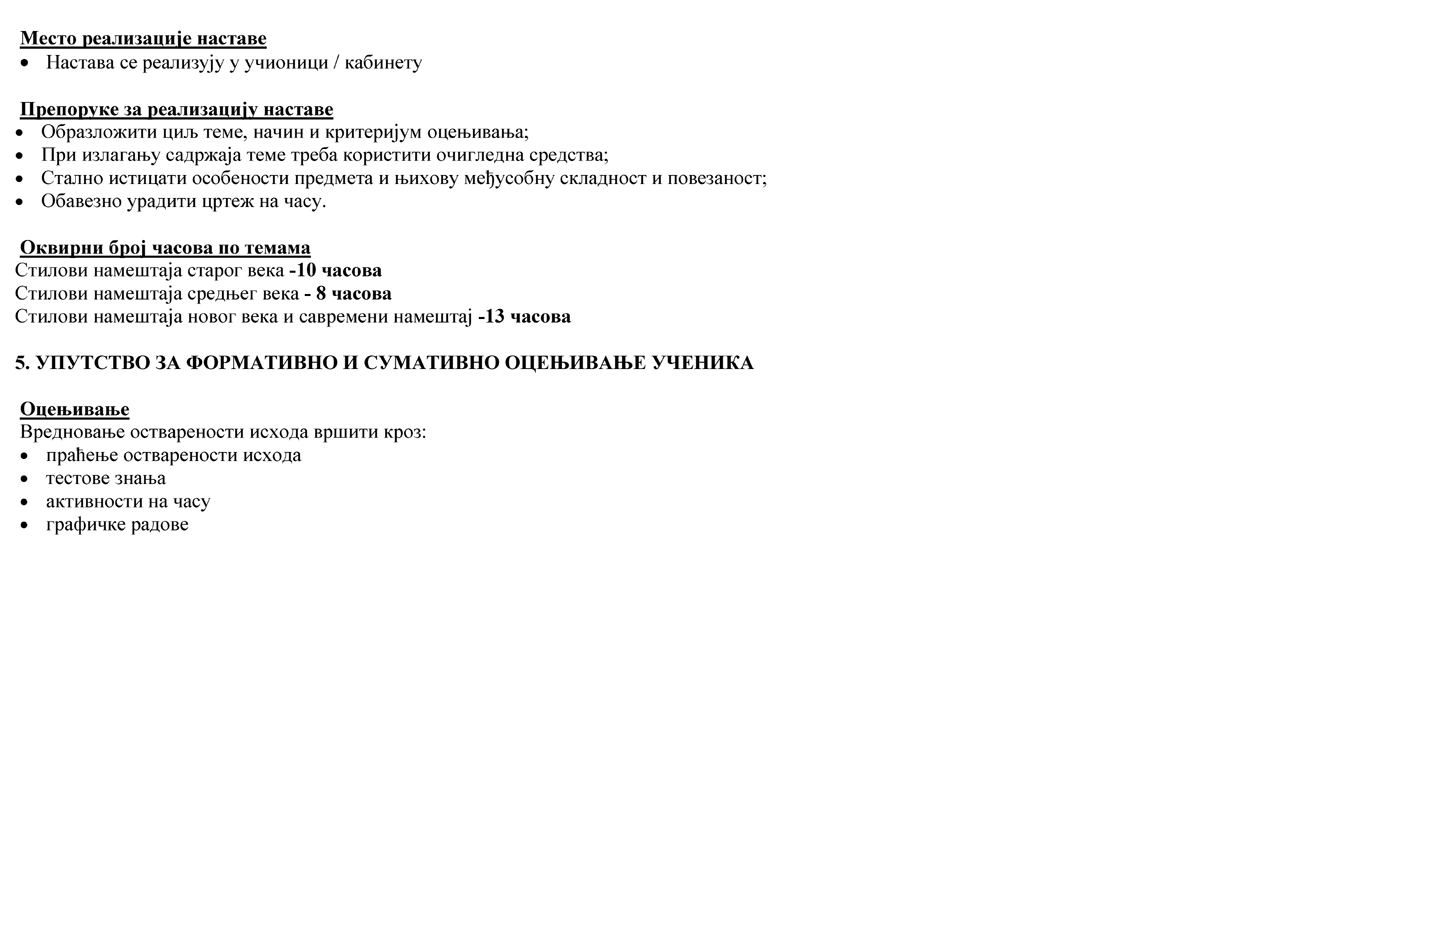 Место реализације наставе
• Настава се реализују у учионици / кабинету
Препоруке за реализацију наставе
• Образложити циљ теме, начин и критеријум оцењивања;
• При излагању садржаја теме треба користити очигледна средства;
• Стално истицати особености предмета и њихову међусобну складност и повезаност;
• Обавезно урадити цртеж на часу.
Оквирни број часова по темама
Стилови намештаја старог века -10 часова
Стилови намештаја средњег века - 8 часова
Стилови намештаја новог века и савремени намештај -13 часова
5. УПУТСТВО ЗА ФОРМАТИВНО И СУМАТИВНО ОЦЕЊИВАЊЕ УЧЕНИКА
Оцењивање
Вредновање остварености исхода вршити кроз:
• праћење остварености исхода
• тестове знања
• активности на часу
• графичке радове